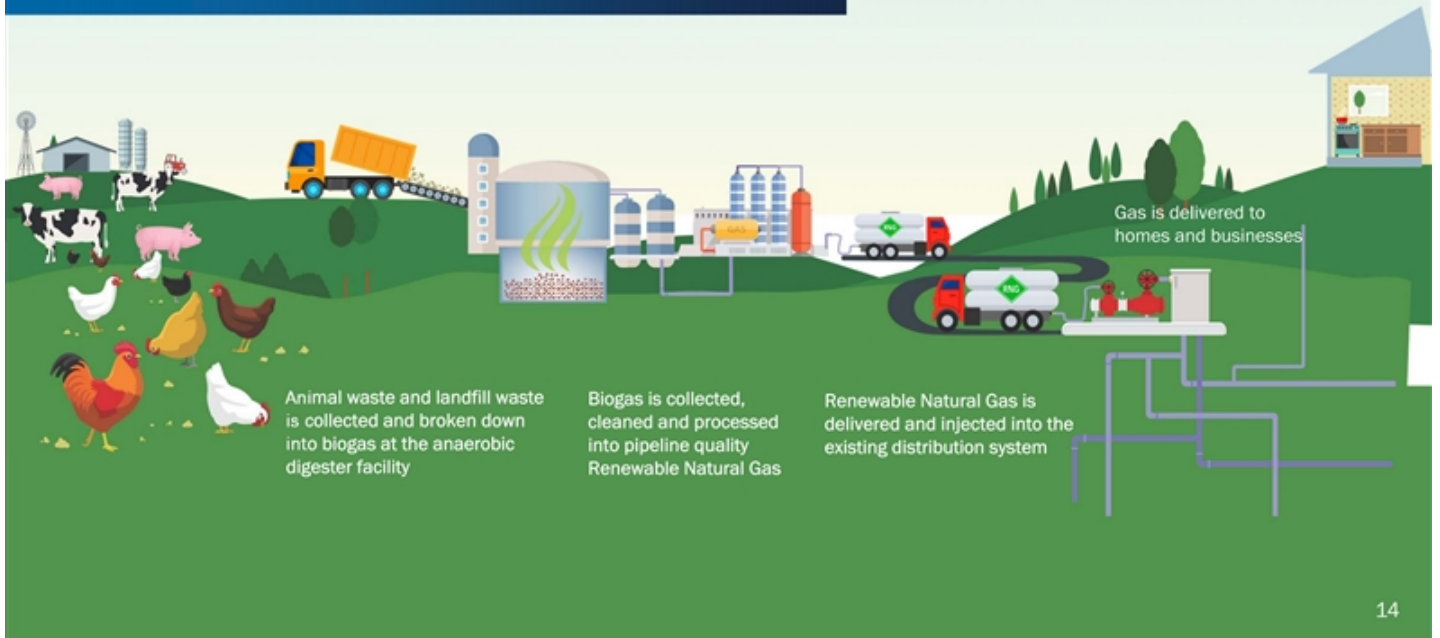 Gas is delivered to
homes and businesses
GAS
RNG
RNG
Animal waste and landfill waste
is collected and broken down
into biogas at the anaerobic
digester facility
Biogas is collected,
cleaned and processed
into pipeline quality
Renewable Natural Gas
Renewable Natural Gas is
delivered and injected into the
existing distribution system
14